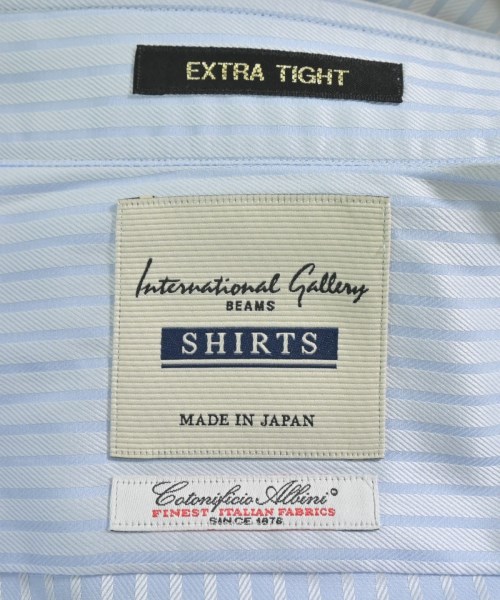 EXTRA TIGHT
International Gallery
BEAMS
SHIRTS
MADE IN JAPAN
Cotonificio Albini©
FINEST ITALIAN FABRICS
SINCE 1876